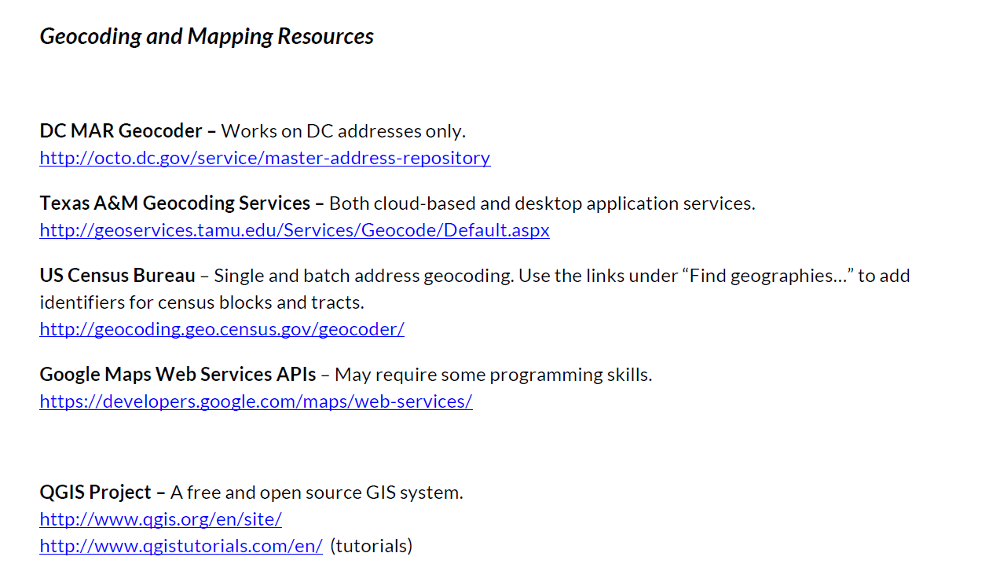 Geocoding and Mapping Resources
DC MAR Geocoder – Works on DC addresses only.
http://octo.dc.gov/service/master-address-repository
Texas A&M Geocoding Services – Both cloud-based and desktop application services.
http://geoservices.tamu.edu/Services/Geocode/Default.aspx
US Census Bureau – Single and batch address geocoding. Use the links under “Find geographies…” to add
identifiers for census blocks and tracts.
http://geocoding.geo.census.gov/geocoder/
Google Maps Web Services APIs – May require some programming skills.
https://developers.google.com/maps/web-services/
QGIS Project – A free and open source GIS system.
http://www.qgis.org/en/site/
http://www.qgistutorials.com/en/ (tutorials)